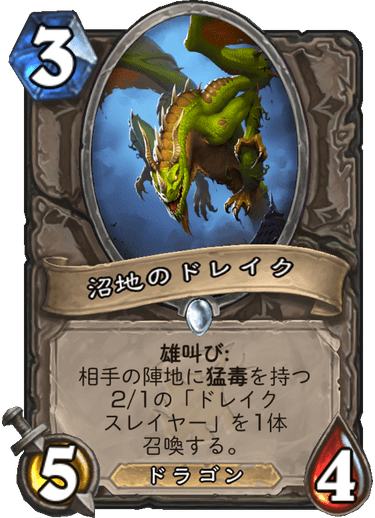 3
沼地のドレイク
雄叫び:
相手の陣地に猛毒を持つ
2/1の「ドレイク
スレイヤー」を1体
召喚する。
5
ドラゴン
4